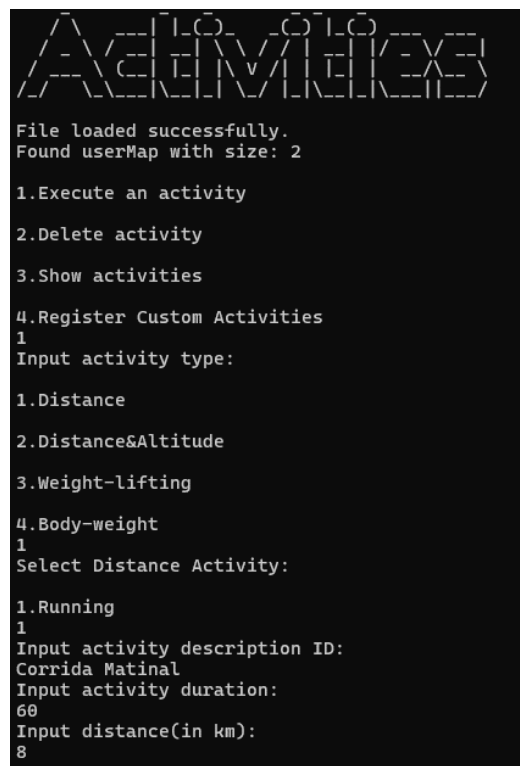 Activities
File loaded successfully.
Found userMap with size: 2
1.Execute an activity
2.Delete activity
3.Show activities
4.Register Custom Activities
1
Input activity type:
1.Distance
2.Distance&Altitude
3.Weight-lifting
4.Body-weight
1
Select Distance Activity:
1.Running
1
Input activity description ID:
Corrida Matinal
Input activity duration:
60
Input distance(in km):
8